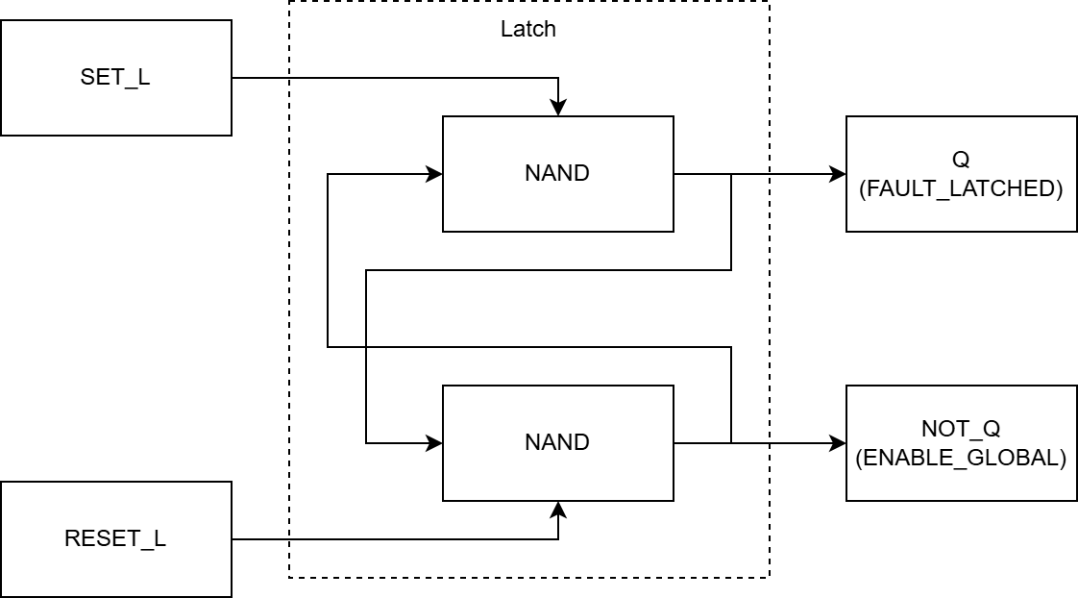 Latch
SET_L
NAND
Q
(FAULT_LATCHED)
NAND
NOT_Q
(ENABLE_GLOBAL)
RESET_L